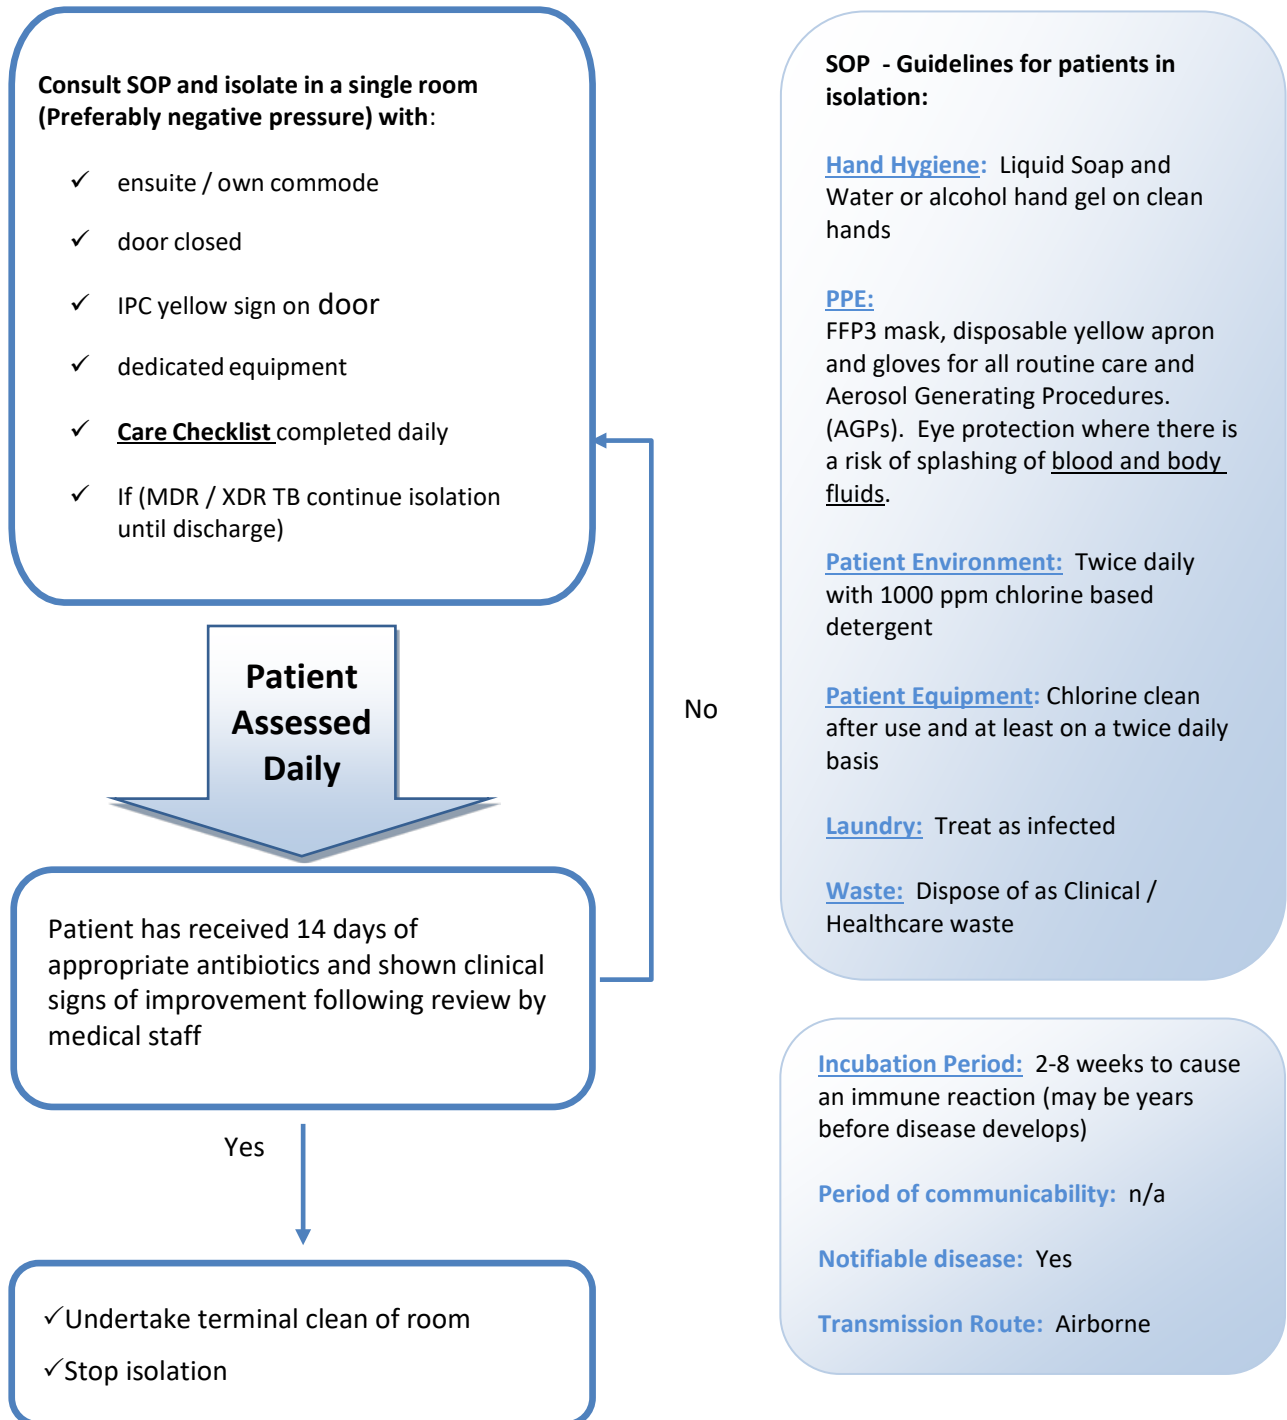 Consult SOP and isolate in a single room
(Preferably negative pressure) with:
✓ ensuite / own commode
✓ door closed
✓ IPC yellow sign on door
✓ dedicated equipment
✓ Care Checklist completed daily
✓ If (MDR / XDR TB continue isolation
until discharge)
Patient
Assessed
Daily
No
Patient has received 14 days of
appropriate antibiotics and shown clinical
signs of improvement following review by
medical staff
Yes
✓Undertake terminal clean of room
✓Stop isolation
SOP - Guidelines for patients in
isolation:
Hand Hygiene: Liquid Soap and
Water or alcohol hand gel on clean
hands
PPE:
FFP3 mask, disposable yellow apron
and gloves for all routine care and
Aerosol Generating Procedures.
(AGPs). Eye protection where there is
a risk of splashing of blood and body
fluids.
Patient Environment: Twice daily
with 1000 ppm chlorine based
detergent
Patient Equipment: Chlorine clean
after use and at least on a twice daily
basis
Laundry: Treat as infected
Waste: Dispose of as Clinical /
Healthcare waste
Incubation Period: 2-8 weeks to cause
an immune reaction (may be years
before disease develops)
Period of communicability: n/a
Notifiable disease: Yes
Transmission Route: Airborne